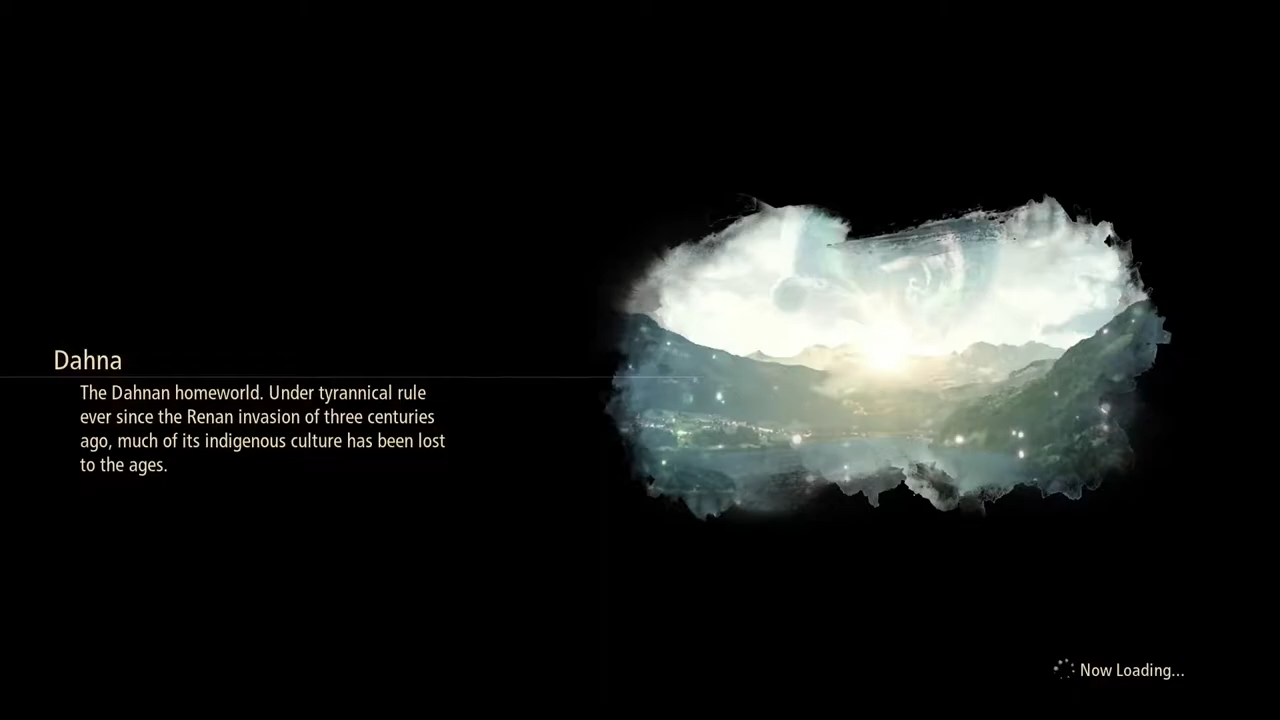 Dahna
The Dahnan homeworld. Under tyrannical rule
ever since the Renan invasion of three centuries
ago, much of its indigenous culture has been lost
to the ages.
Now Loading...